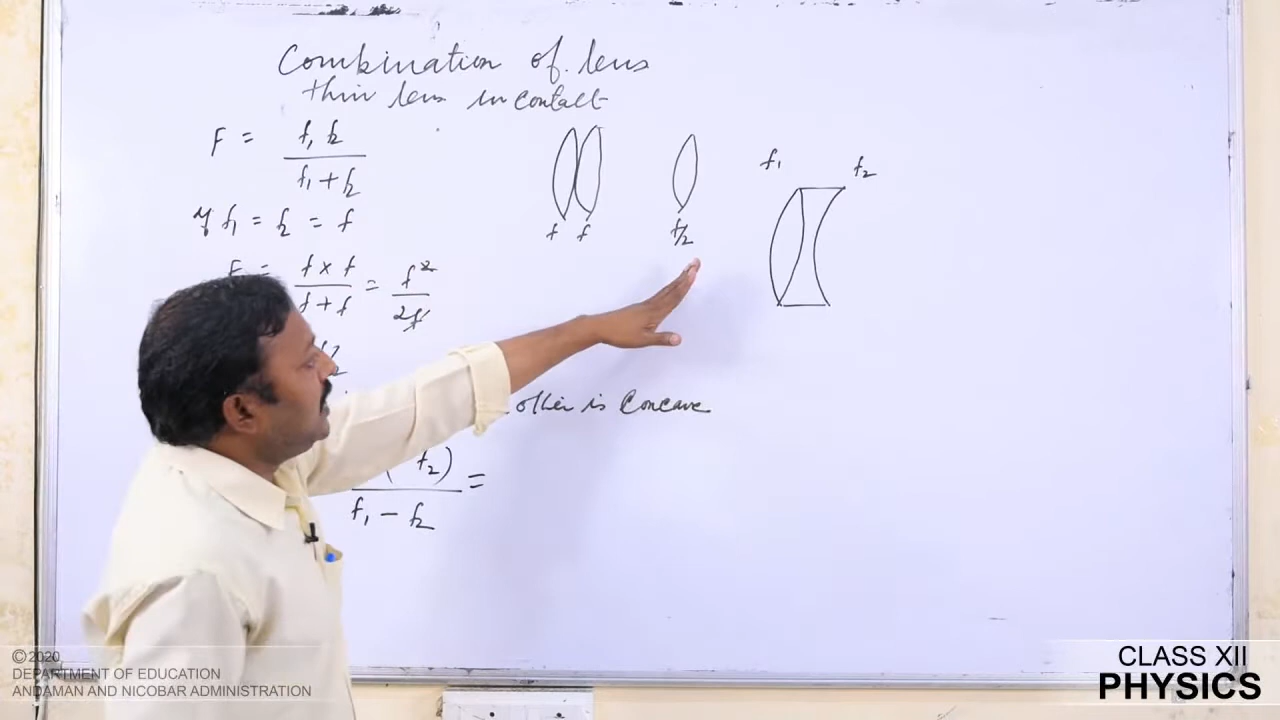 Combination of lens
thin lens in contact
F = f₁ f₂ / f₁ + f₂
If f₁ = f₂ = f
F = f × f / f + f = f² / 2f
f f
f/2
f₁ f₂
other is Concave
f₂) / f₁ − f₂ =
©2020
DEPARTMENT OF EDUCATION
ANDAMAN AND NICOBAR ADMINISTRATION
CLASS XII
PHYSICS